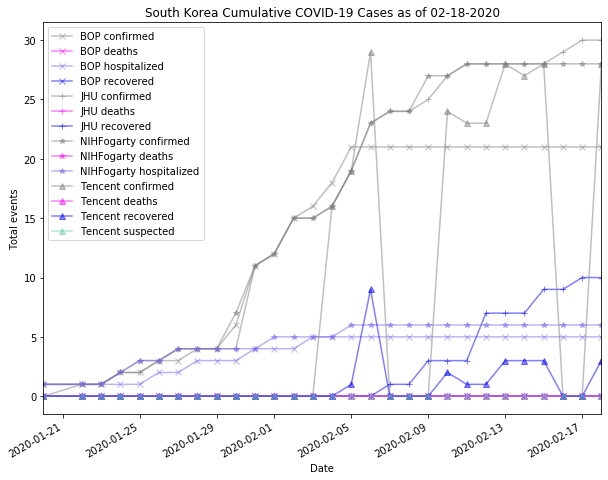 South Korea Cumulative COVID-19 Cases as of 02-18-2020
BOP confirmed
BOP deaths
BOP hospitalized
BOP recovered
JHU confirmed
JHU deaths
JHU recovered
NIHFogarty confirmed
NIHFogarty deaths
NIHFogarty hospitalized
Tencent confirmed
Tencent deaths
Tencent recovered
Tencent suspected
Total events
30
25
20
15
10
5
0
2020-01-21
2020-01-25
2020-01-29
2020-02-01
2020-02-05
2020-02-09
2020-02-13
2020-02-17
Date